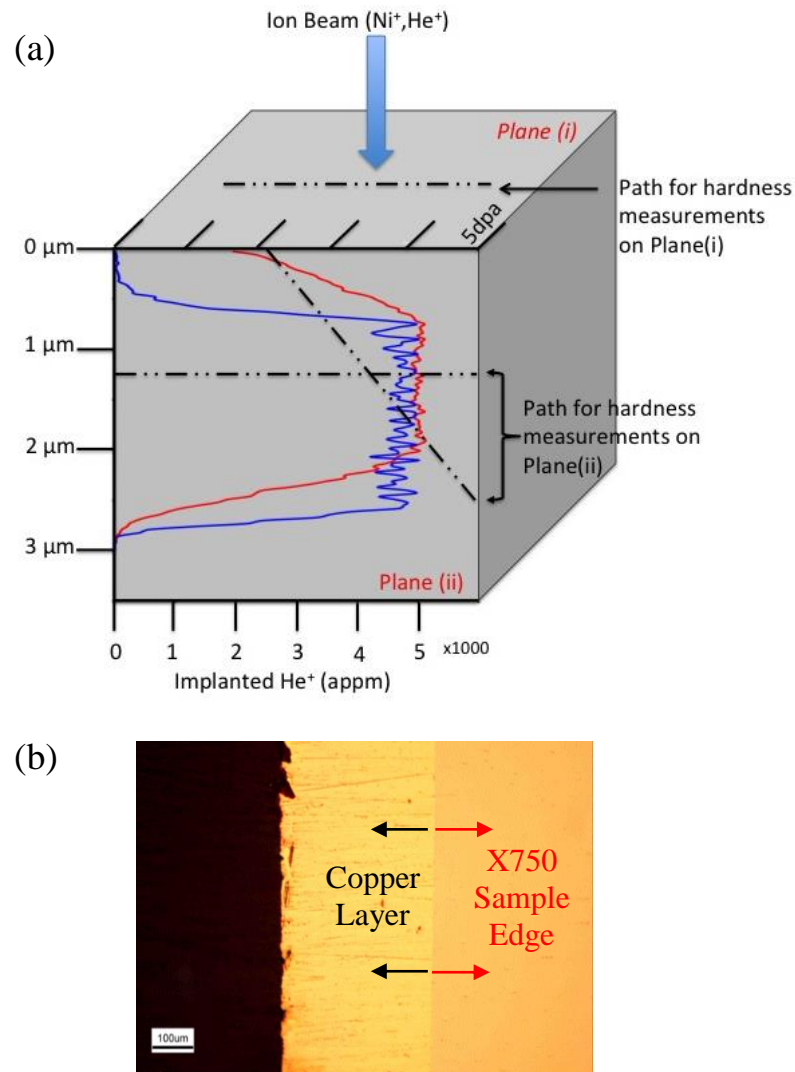 (a)
Ion Beam (Ni⁺,He⁺)
Plane (i)
Path for hardness
measurements
on Plane(i)
5dpa
0 µm
1 µm
2 µm
3 µm
Path for hardness
measurements on
Plane(ii)
Plane (ii)
0 1 2 3 4 5 x1000
Implanted He⁺ (appm)
(b)
Copper
Layer
X750
Sample
Edge
100um